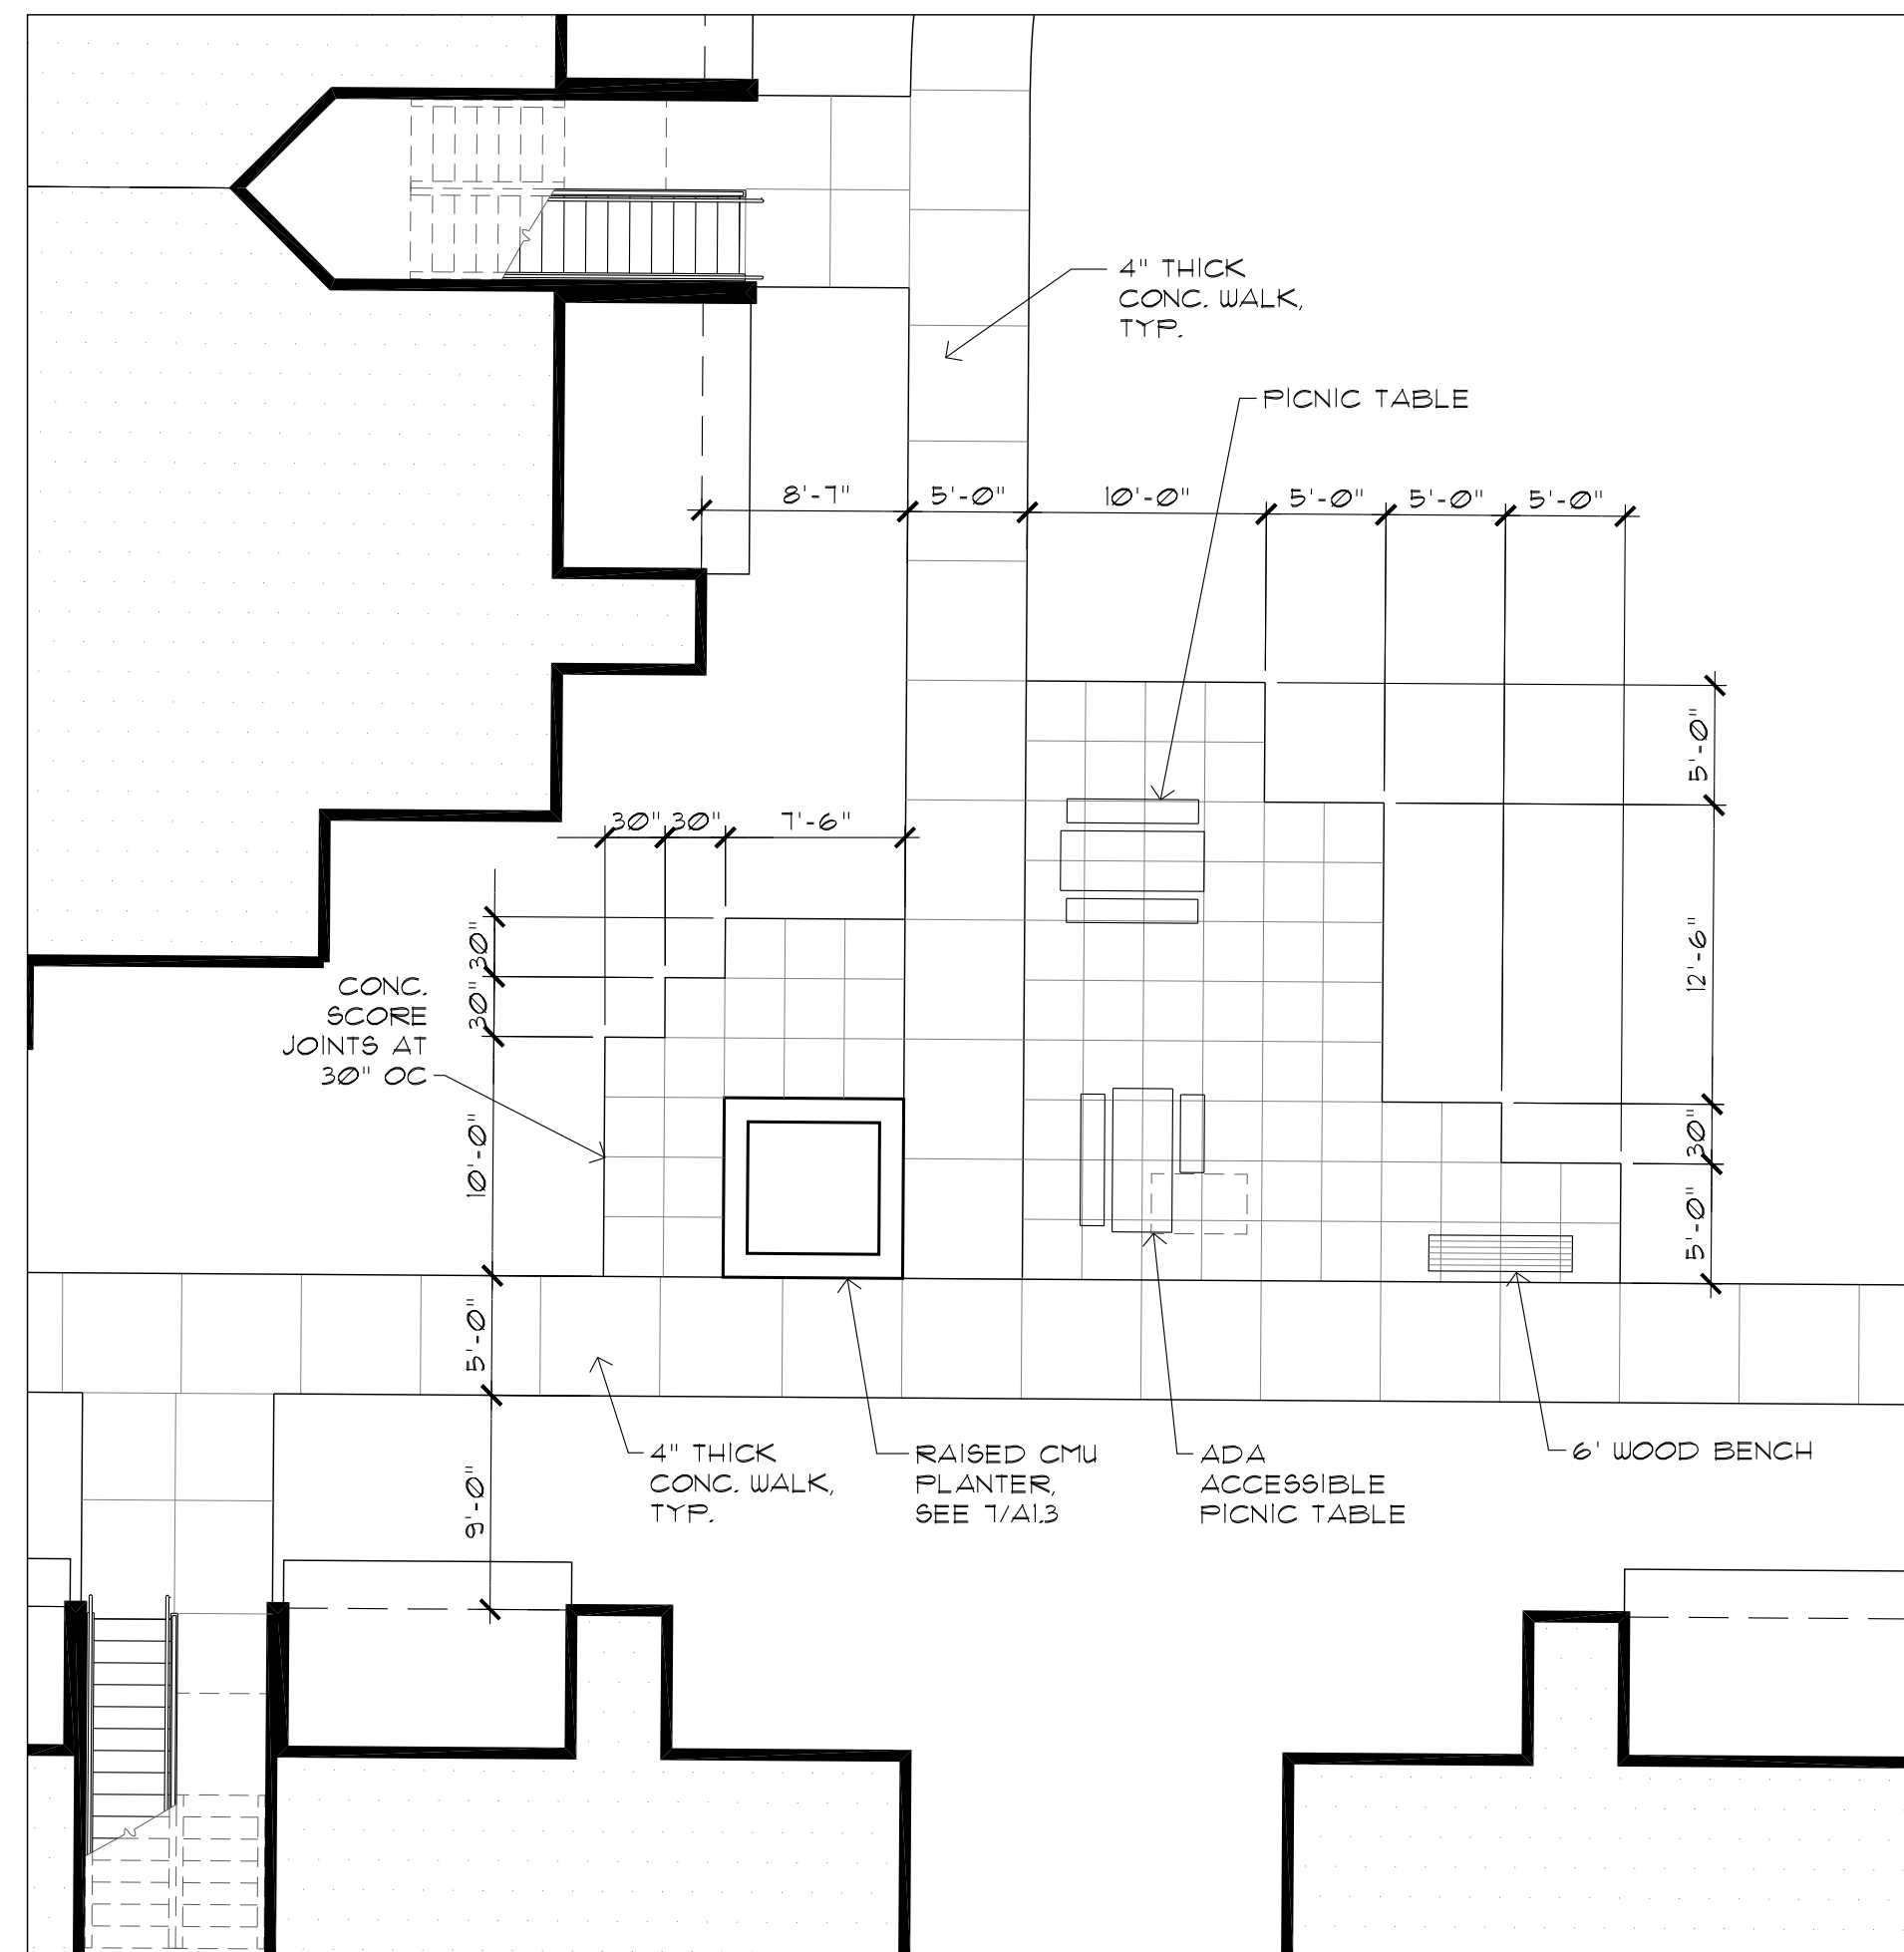 4" THICK
CONC. WALK,
TYP.
PICNIC TABLE
8'-7"
5'-0"
10'-0"
5'-0"
5'-0"
5'-0"
5'-0"
12'-6"
30"
5'-0"
30"
30"
7'-6"
30"
30"
10'-0"
5'-0"
9'-0"
CONC.
SCORE
JOINTS AT
30" OC
4" THICK
CONC. WALK,
TYP.
RAISED CMU
PLANTER,
SEE 7/A1.3
ADA
ACCESSIBLE
PICNIC TABLE
6' WOOD BENCH